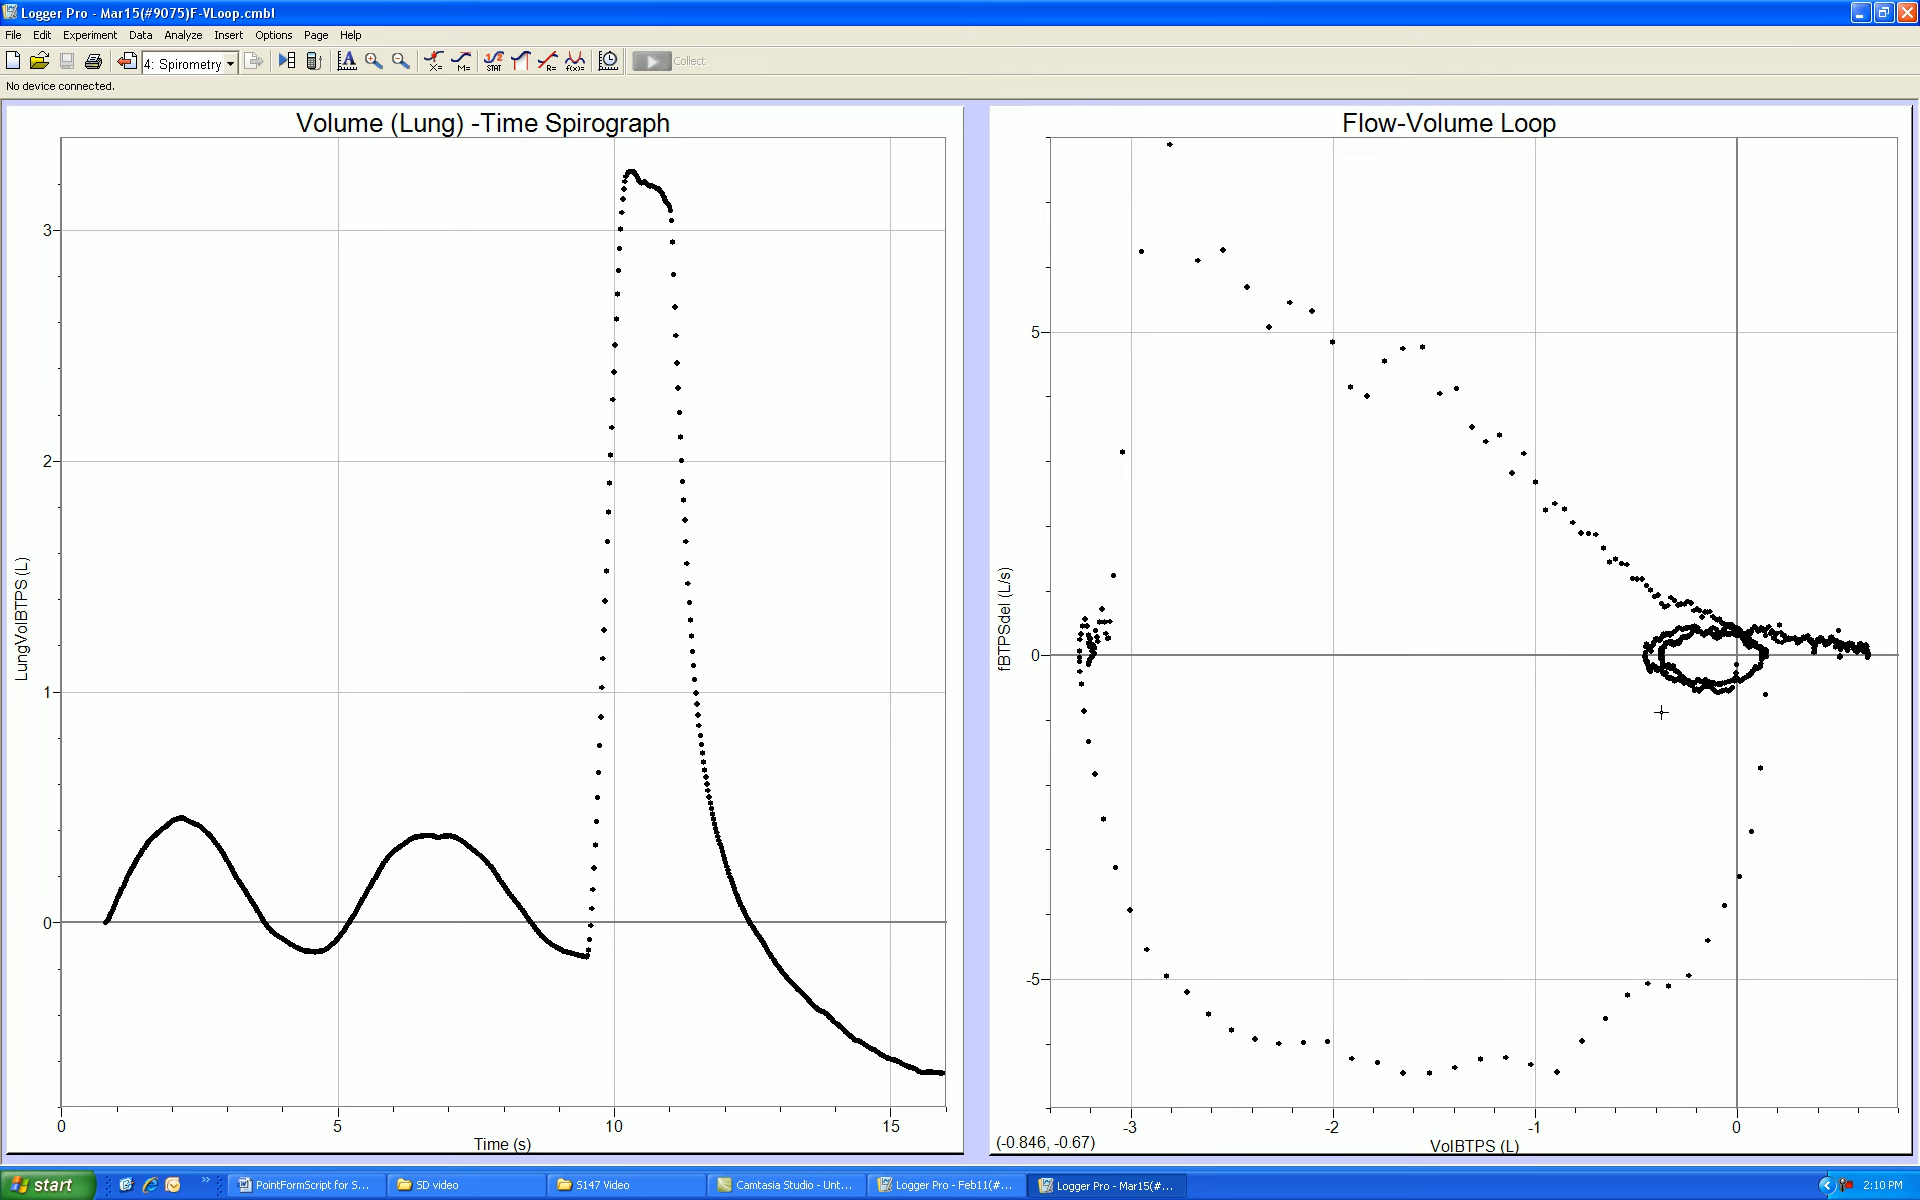 Logger Pro - Mar15(#9075)F-VLoop.cmbl
File Edit Experiment Data Analyze Insert Options Page Help
4: Spirometry
Collect
No device connected.
Volume (Lung) -Time Spirograph
3
2
1
0
LungVolBTPS (L)
0 5 10 15
Time (s)
Flow-Volume Loop
5
0
-5
fBTPSdel (L/s)
-3 -2 -1 0
(-0.846, -0.67)
VolBTPS (L)
start
PointFormScript for S...
SD video
S147 Video
Camtasia Studio - Unt...
Logger Pro - Feb11(#...
Logger Pro - Mar15(#...
2:10 PM